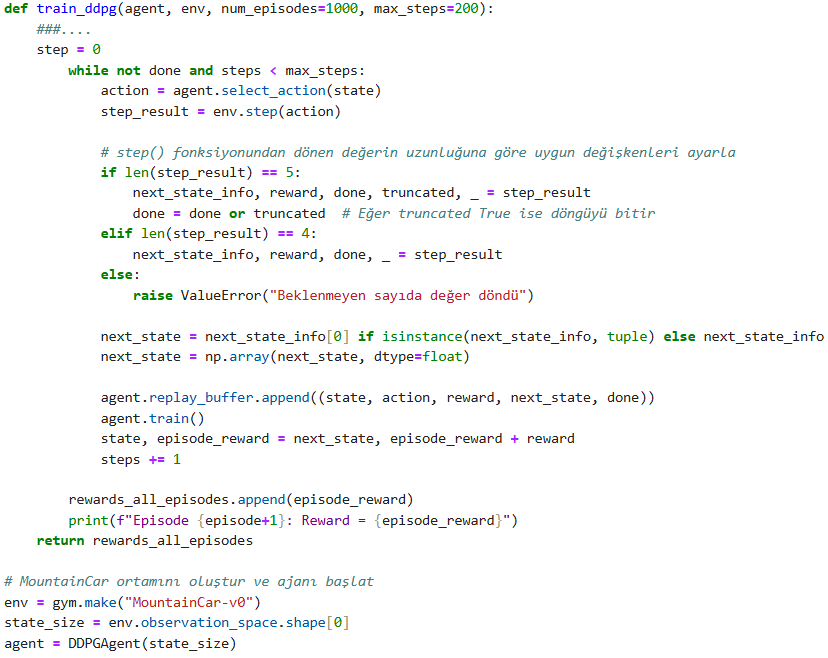 def train_ddpg(agent, env, num_episodes=1000, max_steps=200):
    ###....
    step = 0
        while not done and steps < max_steps:
            action = agent.select_action(state)
            step_result = env.step(action)

            # step() fonksiyonundan dönen değerin uzunluğuna göre uygun değişkenleri ayarla
            if len(step_result) == 5:
                next_state_info, reward, done, truncated, _ = step_result
                done = done or truncated  # Eğer truncated True ise döngüyü bitir
            elif len(step_result) == 4:
                next_state_info, reward, done, _ = step_result
            else:
                raise ValueError("Beklenmeyen sayıda değer döndü")

            next_state = next_state_info[0] if isinstance(next_state_info, tuple) else next_state_info
            next_state = np.array(next_state, dtype=float)

            agent.replay_buffer.append((state, action, reward, next_state, done))
            agent.train()
            state, episode_reward = next_state, episode_reward + reward
            steps += 1

        rewards_all_episodes.append(episode_reward)
        print(f"Episode {episode+1}: Reward = {episode_reward}")
    return rewards_all_episodes

# MountainCar ortamını oluştur ve ajanı başlat
env = gym.make("MountainCar-v0")
state_size = env.observation_space.shape[0]
agent = DDPGAgent(state_size)